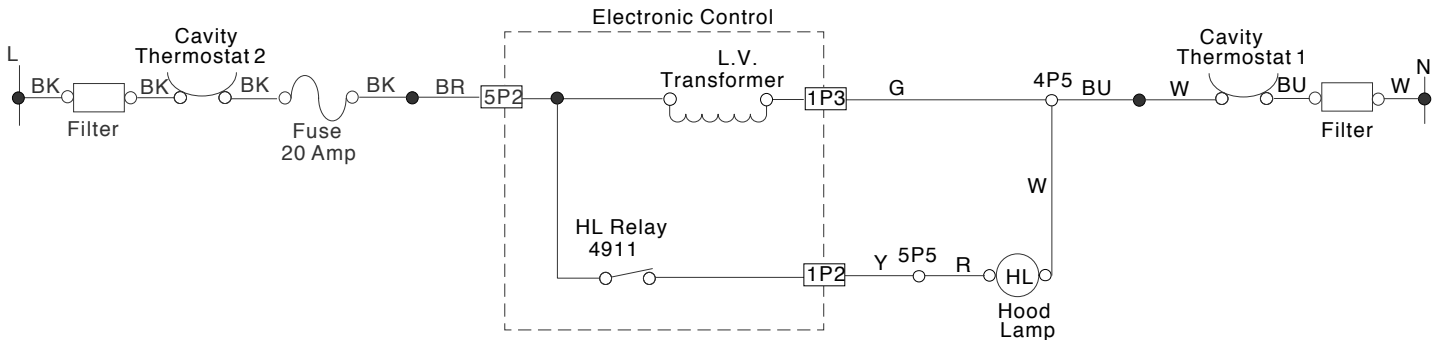 Electronic Control
L
Cavity
Thermostat 2
L.V.
Transformer
Cavity
Thermostat 1
N
BK
BK
BK
BK
BR
5P2
1P3
G
4P5
BU
W
BU
W
Filter
Fuse
20 Amp
Filter
W
HL Relay
4911
1P2
Y
5P5
R
HL
Hood
Lamp